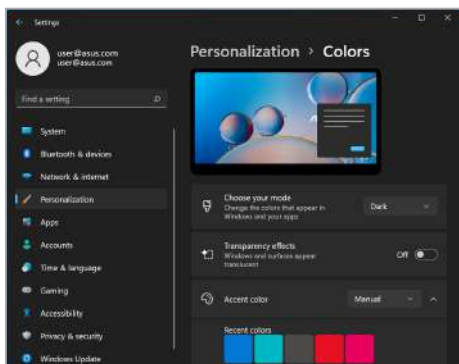 Settings
user@asus.com
user@asus.com
Find a setting
System
Bluetooth & devices
Network & internet
Personalization
Apps
Accounts
Time & language
Gaming
Accessibility
Privacy & security
Windows Update
Personalization › Colors
Choose your mode
Change the colors that appear in
Windows and your apps
Dark
Transparency effects
Windows and surfaces appear
translucent
Off
Accent color
Manual
Recent colors